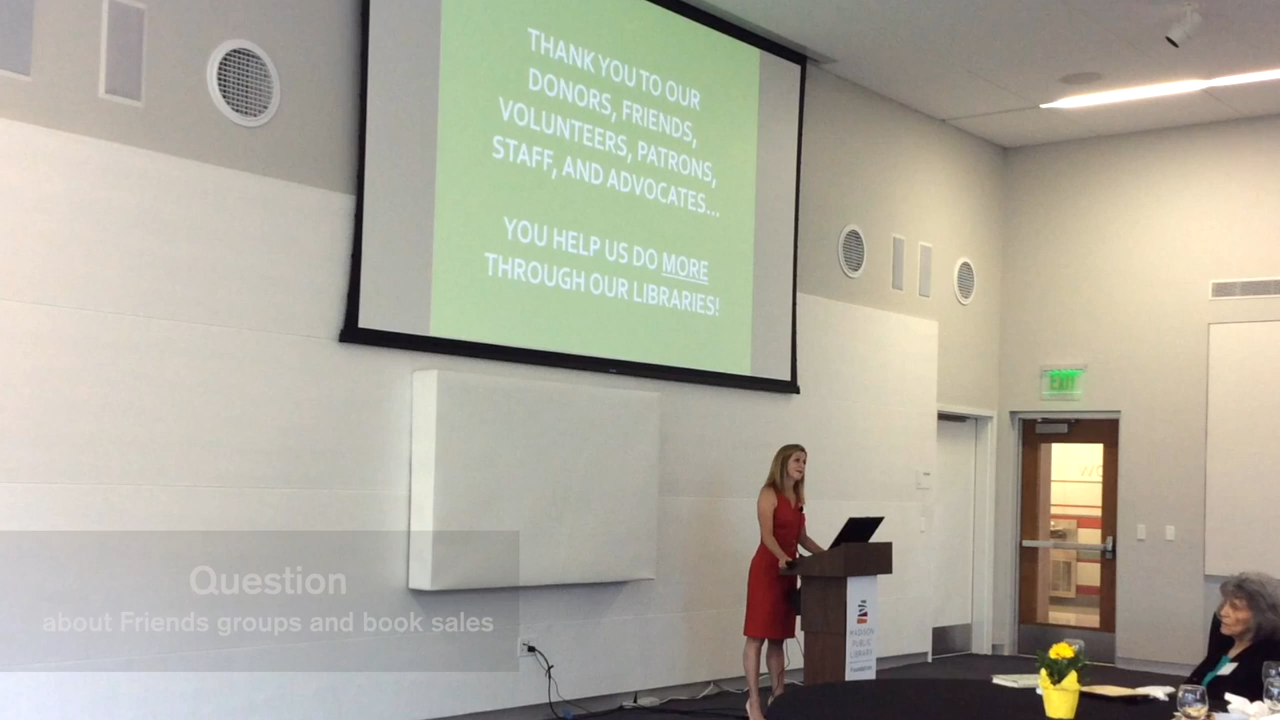 THANK YOU TO OUR
DONORS, FRIENDS,
VOLUNTEERS, PATRONS,
STAFF, AND ADVOCATES...
YOU HELP US DO MORE
THROUGH OUR LIBRARIES!
EXIT
MADISON
PUBLIC
LIBRARY
Foundation
Question
about Friends groups and book sales